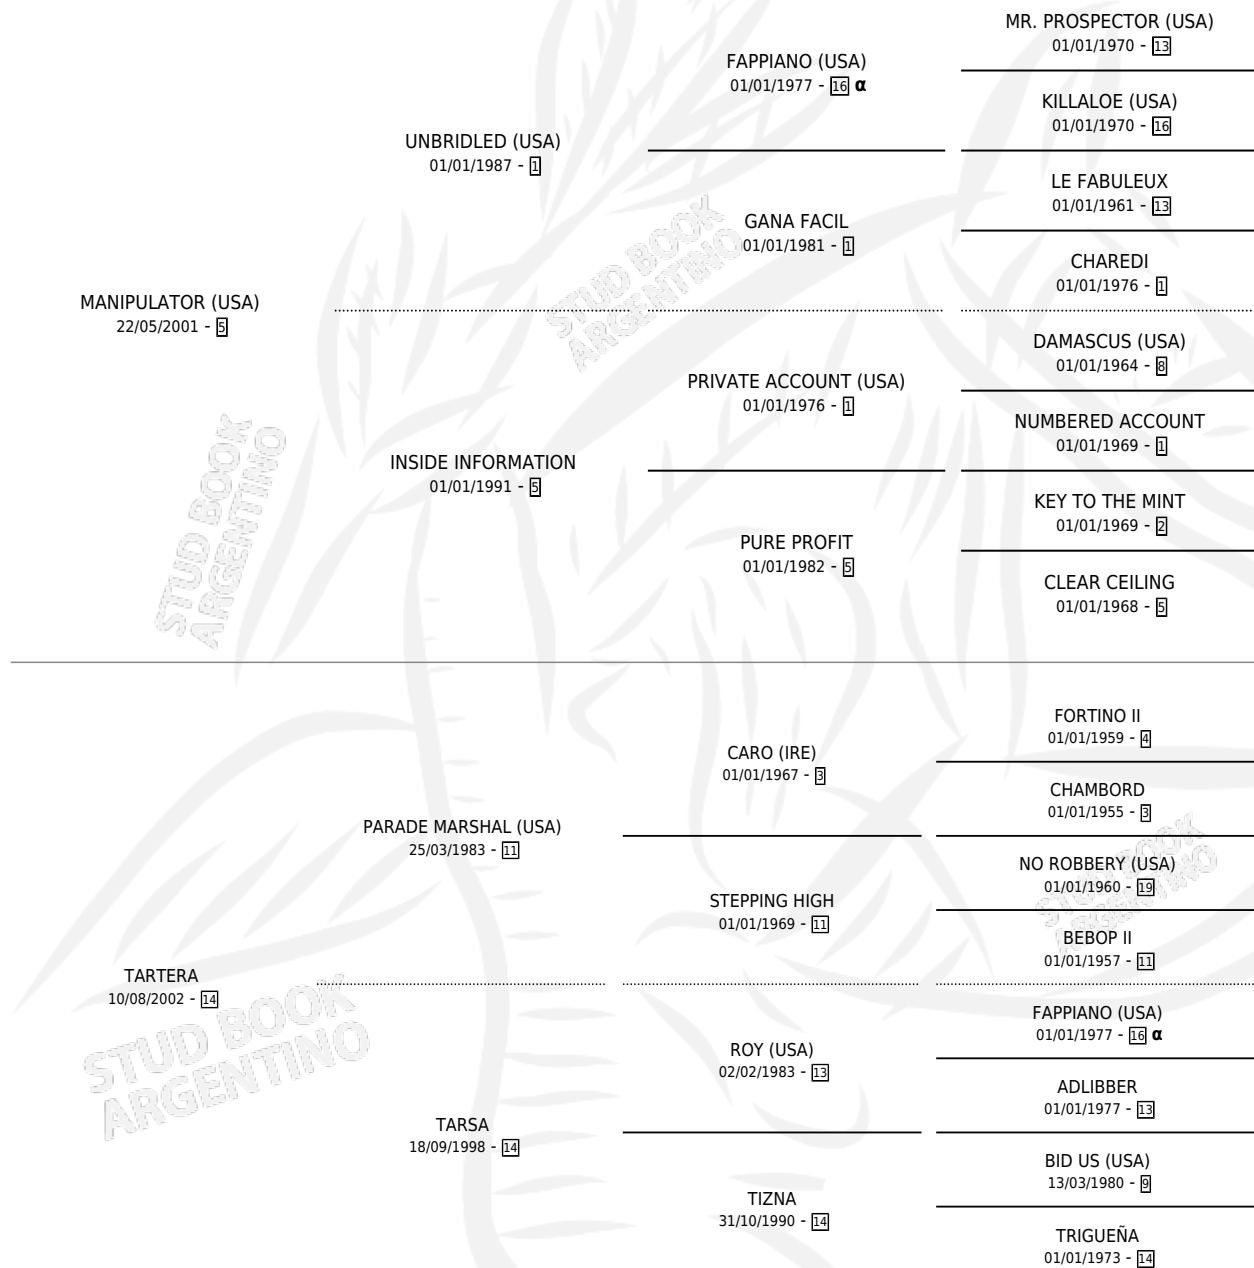 MR. PROSPECTOR (USA)
01/01/1970 - 13
FAPPIANO (USA)
01/01/1977 - 16 α
KILLALOE (USA)
01/01/1970 - 16
UNBRIDLED (USA)
01/01/1987 - 1
LE FABULEUX
01/01/1961 - 13
GANA FACIL
01/01/1981 - 1
CHAREDI
01/01/1976 - 1
MANIPULATOR (USA)
22/05/2001 - 5
DAMASCUS (USA)
01/01/1964 - 8
PRIVATE ACCOUNT (USA)
01/01/1976 - 1
NUMBERED ACCOUNT
01/01/1969 - 1
INSIDE INFORMATION
01/01/1991 - 5
KEY TO THE MINT
01/01/1969 - 2
PURE PROFIT
01/01/1982 - 5
CLEAR CEILING
01/01/1968 - 5
FORTINO II
01/01/1959 - 4
CARO (IRE)
01/01/1967 - 3
CHAMBORD
01/01/1955 - 3
PARADE MARSHAL (USA)
25/03/1983 - 11
NO ROBBERY (USA)
01/01/1960 - 19
STEPPING HIGH
01/01/1969 - 11
BEBOP II
01/01/1957 - 11
TARTERA
10/08/2002 - 14
FAPPIANO (USA)
01/01/1977 - 16 α
ROY (USA)
02/02/1983 - 13
ADLIBBER
01/01/1977 - 13
TARSA
18/09/1998 - 14
BID US (USA)
13/03/1980 - 9
TIZNA
31/10/1990 - 14
TRIGUEÑA
01/01/1973 - 14
STUD BOOK
ARGENTINO
STUD BOOK
ARGENTINO
STUD BOOK
ARGENTINO
STUD BOOK
ARGENTINO